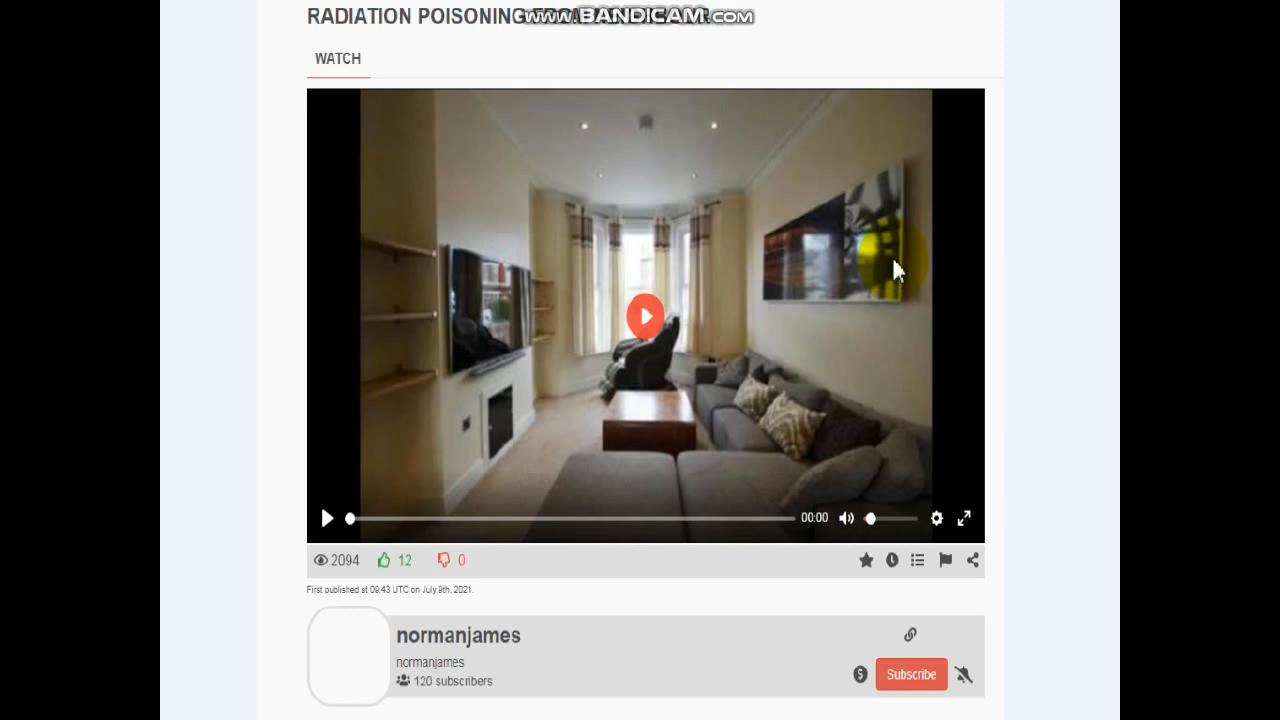 RADIATION POISONING
www.BANDICAM.com
WATCH
00:00
2094 12 0
First published at 09:43 UTC on July 9th, 2021.
normanjames
normanjames
120 subscribers
Subscribe